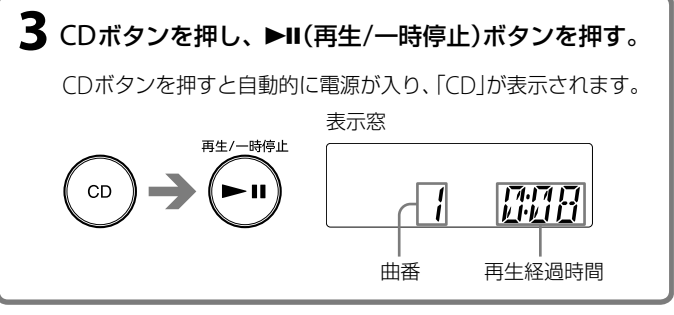 3 CDボタンを押し、►II(再生/一時停止)ボタンを押す。
CDボタンを押すと自動的に電源が入り、「CD」が表示されます。
表示窓
再生/一時停止
CD
►II
1 0:08
曲番 再生経過時間